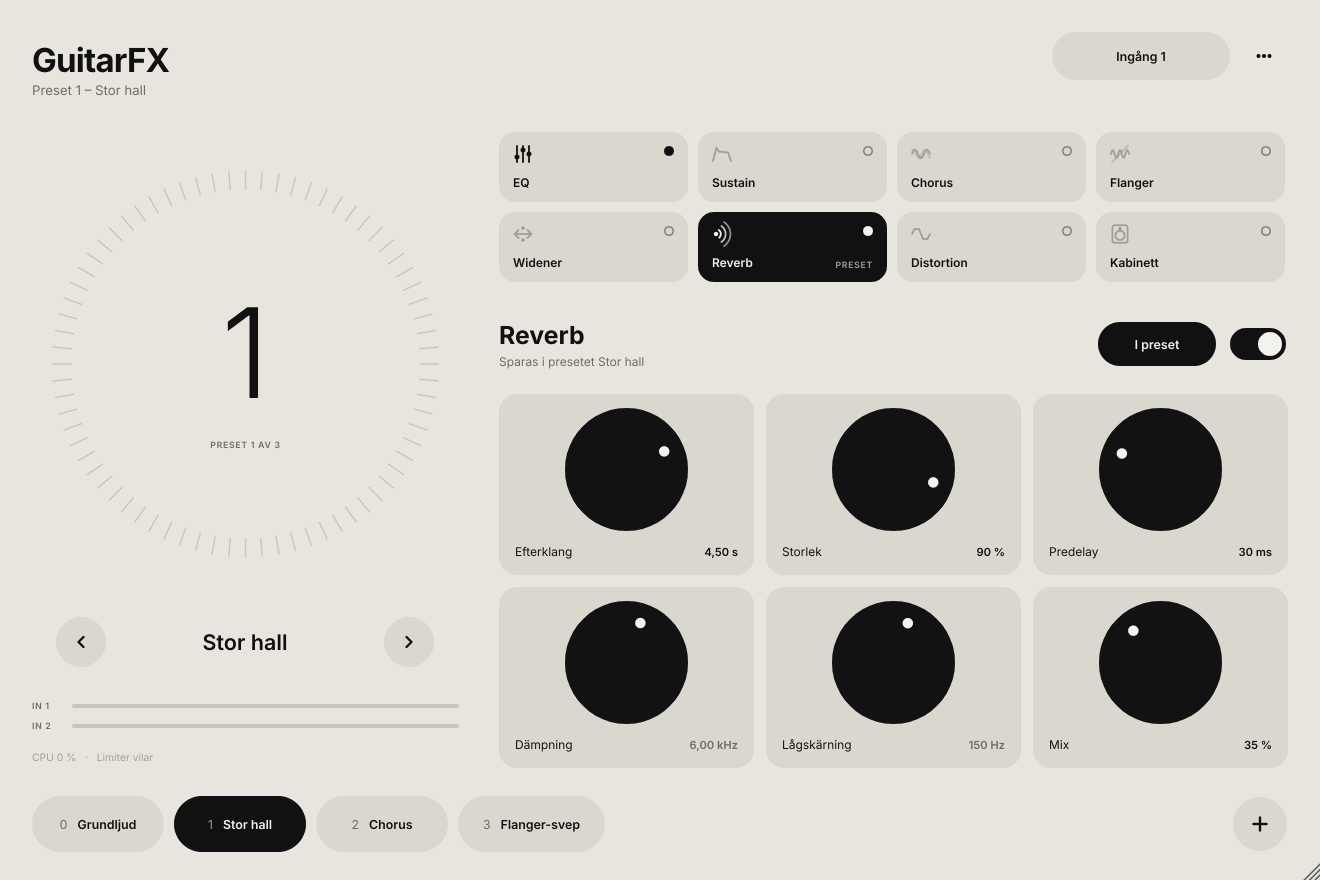 GuitarFX
Preset 1 – Stor hall
Ingång 1
EQ
Sustain
Chorus
Flanger
Widener
Reverb
PRESET
Distortion
Kabinett
1
PRESET 1 AV 3
Reverb
Sparas i presetet Stor hall
I preset
Efterklang
4,50 s
Storlek
90 %
Predelay
30 ms
Dämpning
6,00 kHz
Lågskärning
150 Hz
Mix
35 %
Stor hall
IN 1
IN 2
CPU 0 % · Limiter vilar
0 Grundljud
1 Stor hall
2 Chorus
3 Flanger-svep